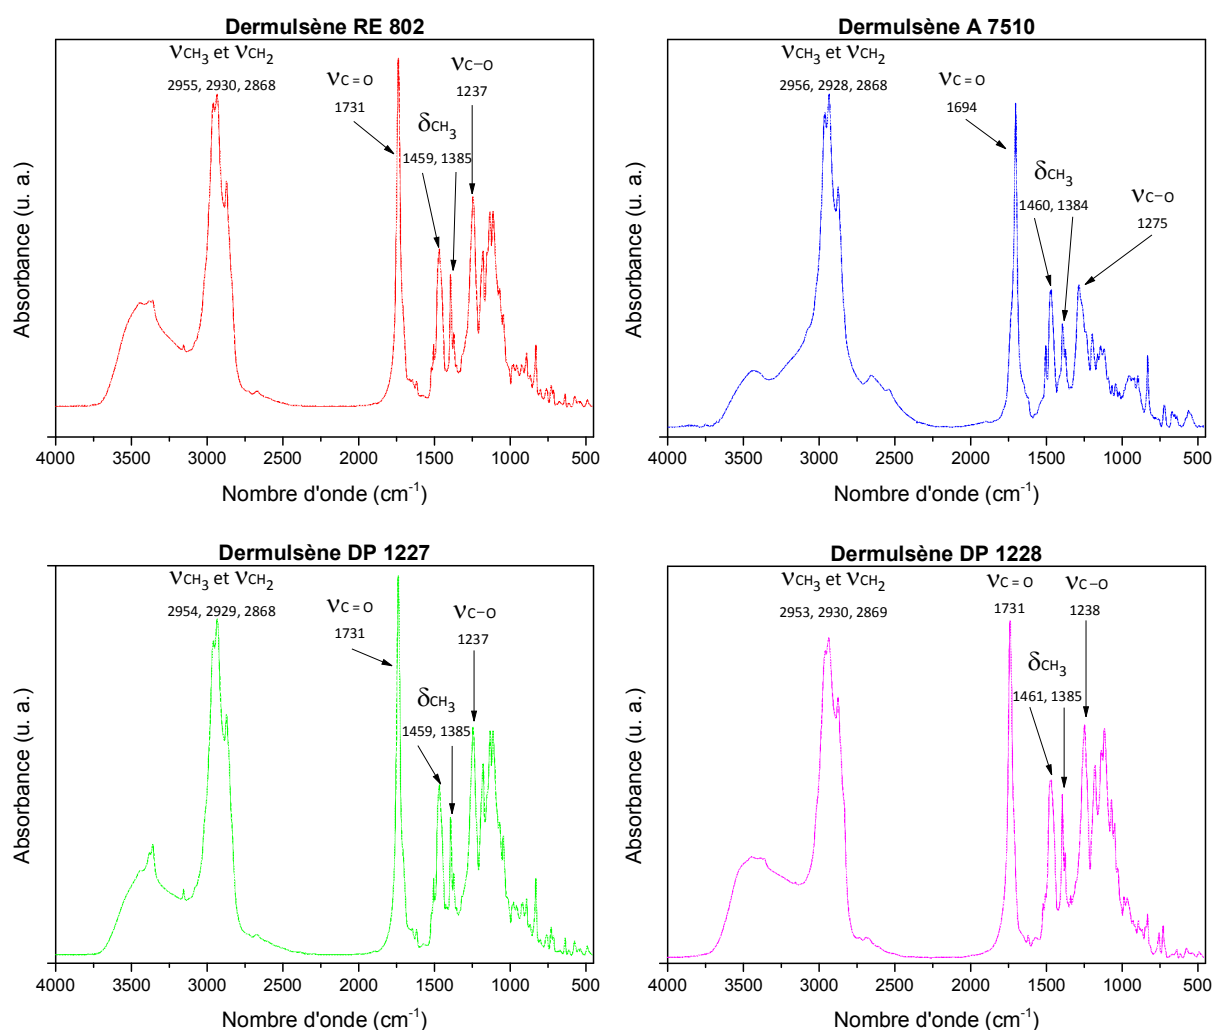 Dermulsène RE 802
νCH3 et νCH2
2955, 2930, 2868
νC=O
1731
νC−O
1237
δCH3
1459, 1385
Absorbance (u. a.)
4000 3500 3000 2500 2000 1500 1000 500
Nombre d'onde (cm-1)
Dermulsène A 7510
νCH3 et νCH2
2956, 2928, 2868
νC=O
1694
δCH3
1460, 1384
νC−O
1275
Absorbance (u. a.)
4000 3500 3000 2500 2000 1500 1000 500
Nombre d'onde (cm-1)
Dermulsène DP 1227
νCH3 et νCH2
2954, 2929, 2868
νC=O
1731
νC−O
1237
δCH3
1459, 1385
Absorbance (u. a.)
4000 3500 3000 2500 2000 1500 1000 500
Nombre d'onde (cm-1)
Dermulsène DP 1228
νCH3 et νCH2
2953, 2930, 2869
νC=O
1731
νC−O
1238
δCH3
1461, 1385
Absorbance (u. a.)
4000 3500 3000 2500 2000 1500 1000 500
Nombre d'onde (cm-1)